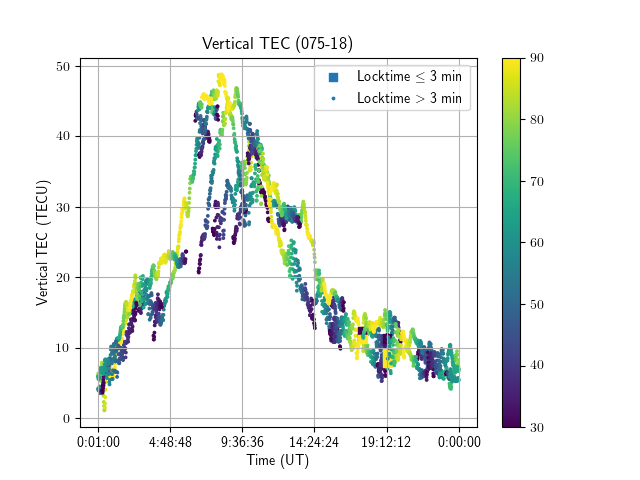 Vertical TEC (075-18)
Locktime ≤ 3 min
Locktime > 3 min
Vertical TEC (TECU)
50
40
30
20
10
0
0:01:00 4:48:48 9:36:36 14:24:24 19:12:12 0:00:00
Time (UT)
90
80
70
60
50
40
30